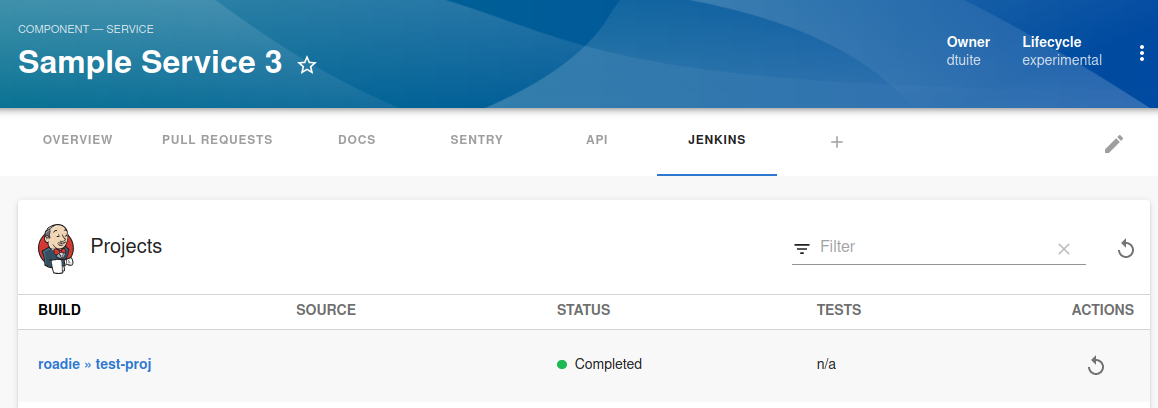 COMPONENT — SERVICE
Sample Service 3
Owner
dtuite
Lifecycle
experimental
OVERVIEW PULL REQUESTS DOCS SENTRY API JENKINS +
Projects
Filter
BUILD SOURCE STATUS TESTS ACTIONS
roadie » test-proj Completed n/a